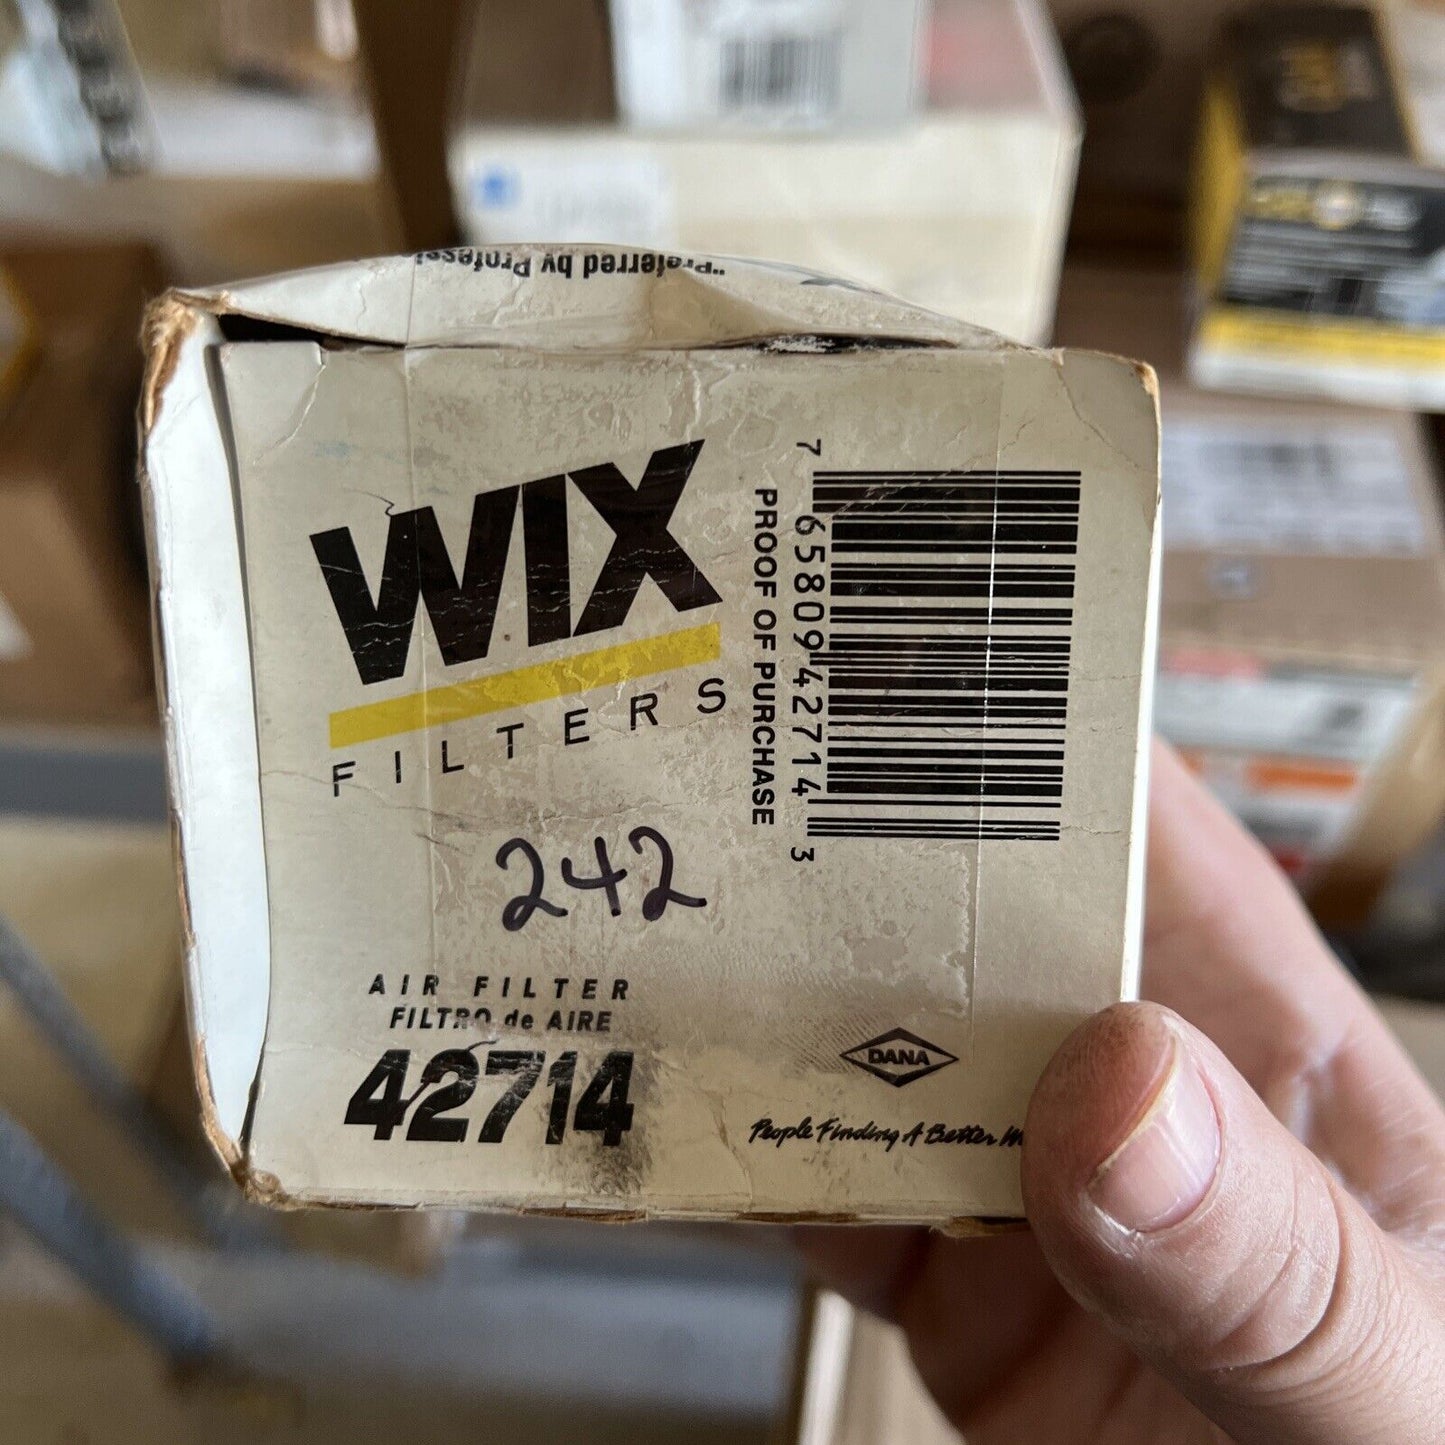 "Preferred by Professi
WIX
FILTERS
PROOF OF PURCHASE
7 65809 42714 3
242
AIR FILTER
FILTRO de AIRE
42714
DANA
People Finding A Better